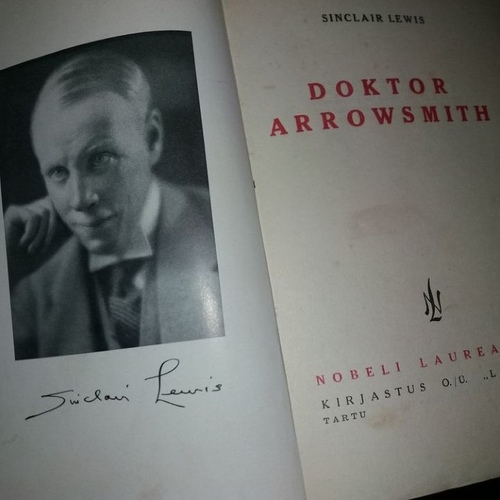 Sinclair Lewis
SINCLAIR LEWIS
DOKTOR
ARROWSMITH
NOBELI LAUREA
KIRJASTUS O./Ü. „L
TARTU